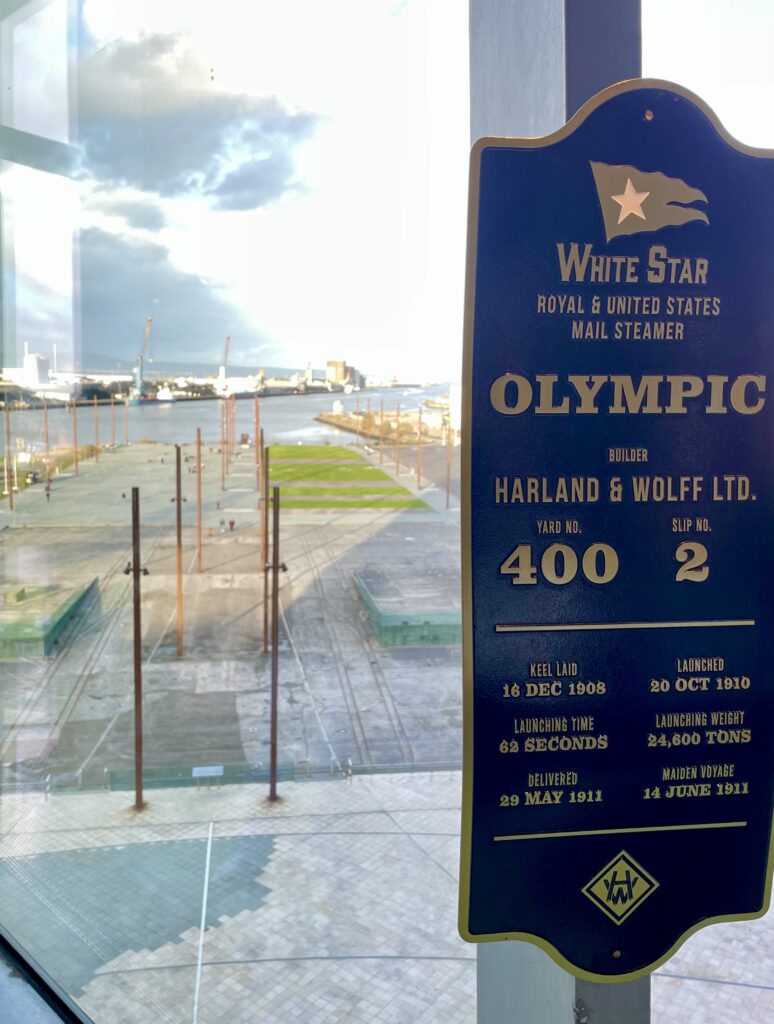 WHITE STAR
ROYAL & UNITED STATES
MAIL STEAMER
OLYMPIC
BUILDER
HARLAND & WOLFF LTD.
YARD NO. SLIP NO.
400 2
KEEL LAID LAUNCHED
16 DEC 1908 20 OCT 1910
LAUNCHING TIME LAUNCHING WEIGHT
62 SECONDS 24,600 TONS
DELIVERED MAIDEN VOYAGE
29 MAY 1911 14 JUNE 1911
HW